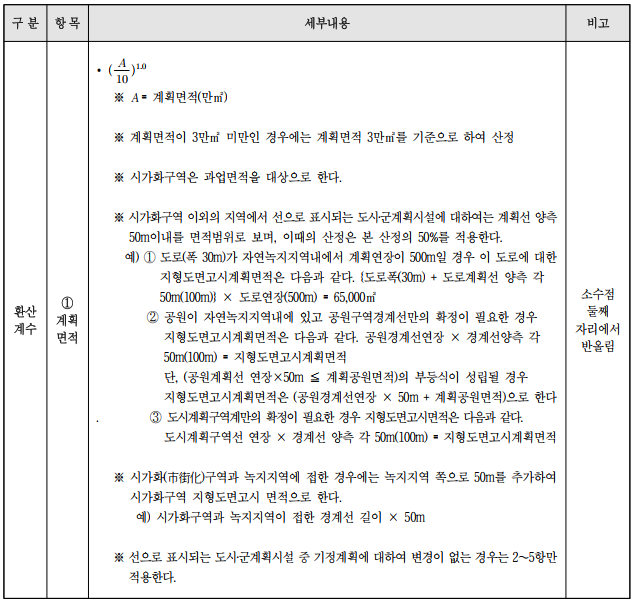 구 분 항 목 세부내용 비고
• (A/10)^1.0
※ A = 계획면적(만㎡)
※ 계획면적이 3만㎡ 미만인 경우에는 계획면적 3만㎡를 기준으로 하여 산정
※ 시가화구역은 과업면적을 대상으로 한다.
※ 시가화구역 이외의 지역에서 선으로 표시되는 도시·군계획시설에 대하여는 계획선 양측
50m이내를 면적범위로 보며, 이때의 산정은 본 산정의 50%를 적용한다.
예) ① 도로(폭 30m)가 자연녹지지역내에서 계획연장이 500m일 경우 이 도로에 대한
지형도면고시계획면적은 다음과 같다. {도로폭(30m) + 도로계획선 양측 각
50m(100m)} × 도로연장(500m) = 65,000㎡
② 공원이 자연녹지지역내에 있고 공원구역경계선만의 확정이 필요한 경우
지형도면고시계획면적은 다음과 같다. 공원경계선연장 × 경계선양측 각
50m(100m) = 지형도면고시계획면적
단, (공원계획선 연장×50m ≦ 계획공원면적)의 부등식이 성립될 경우
지형도면고시계획면적은 (공원경계선연장 × 50m + 계획공원면적)으로 한다
.
③ 도시계획구역계만의 확정이 필요한 경우 지형도면고시면적은 다음과 같다.
도시계획구역선 연장 × 경계선 양측 각 50m(100m) = 지형도면고시계획면적
※ 시가화(市街化)구역과 녹지지역에 접한 경우에는 녹지지역 쪽으로 50m를 추가하여
시가화구역 지형도면고시 면적으로 한다.
예) 시가화구역과 녹지지역이 접한 경계선 길이 × 50m
※ 선으로 표시되는 도시·군계획시설 중 기정계획에 대하여 변경이 없는 경우는 2～5항만
적용한다.
환산
계수
①
계획
면적
소수점
둘째
자리에서
반올림